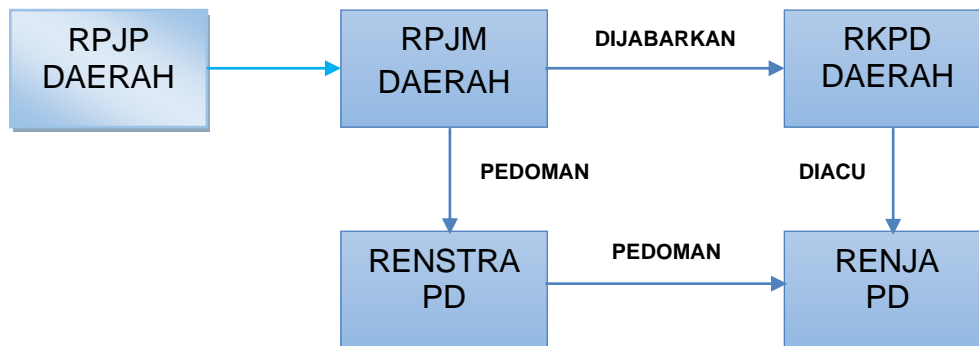 RPJP
DAERAH
RPJM
DAERAH
DIJABARKAN
RKPD
DAERAH
PEDOMAN
DIACU
RENSTRA
PD
PEDOMAN
RENJA
PD